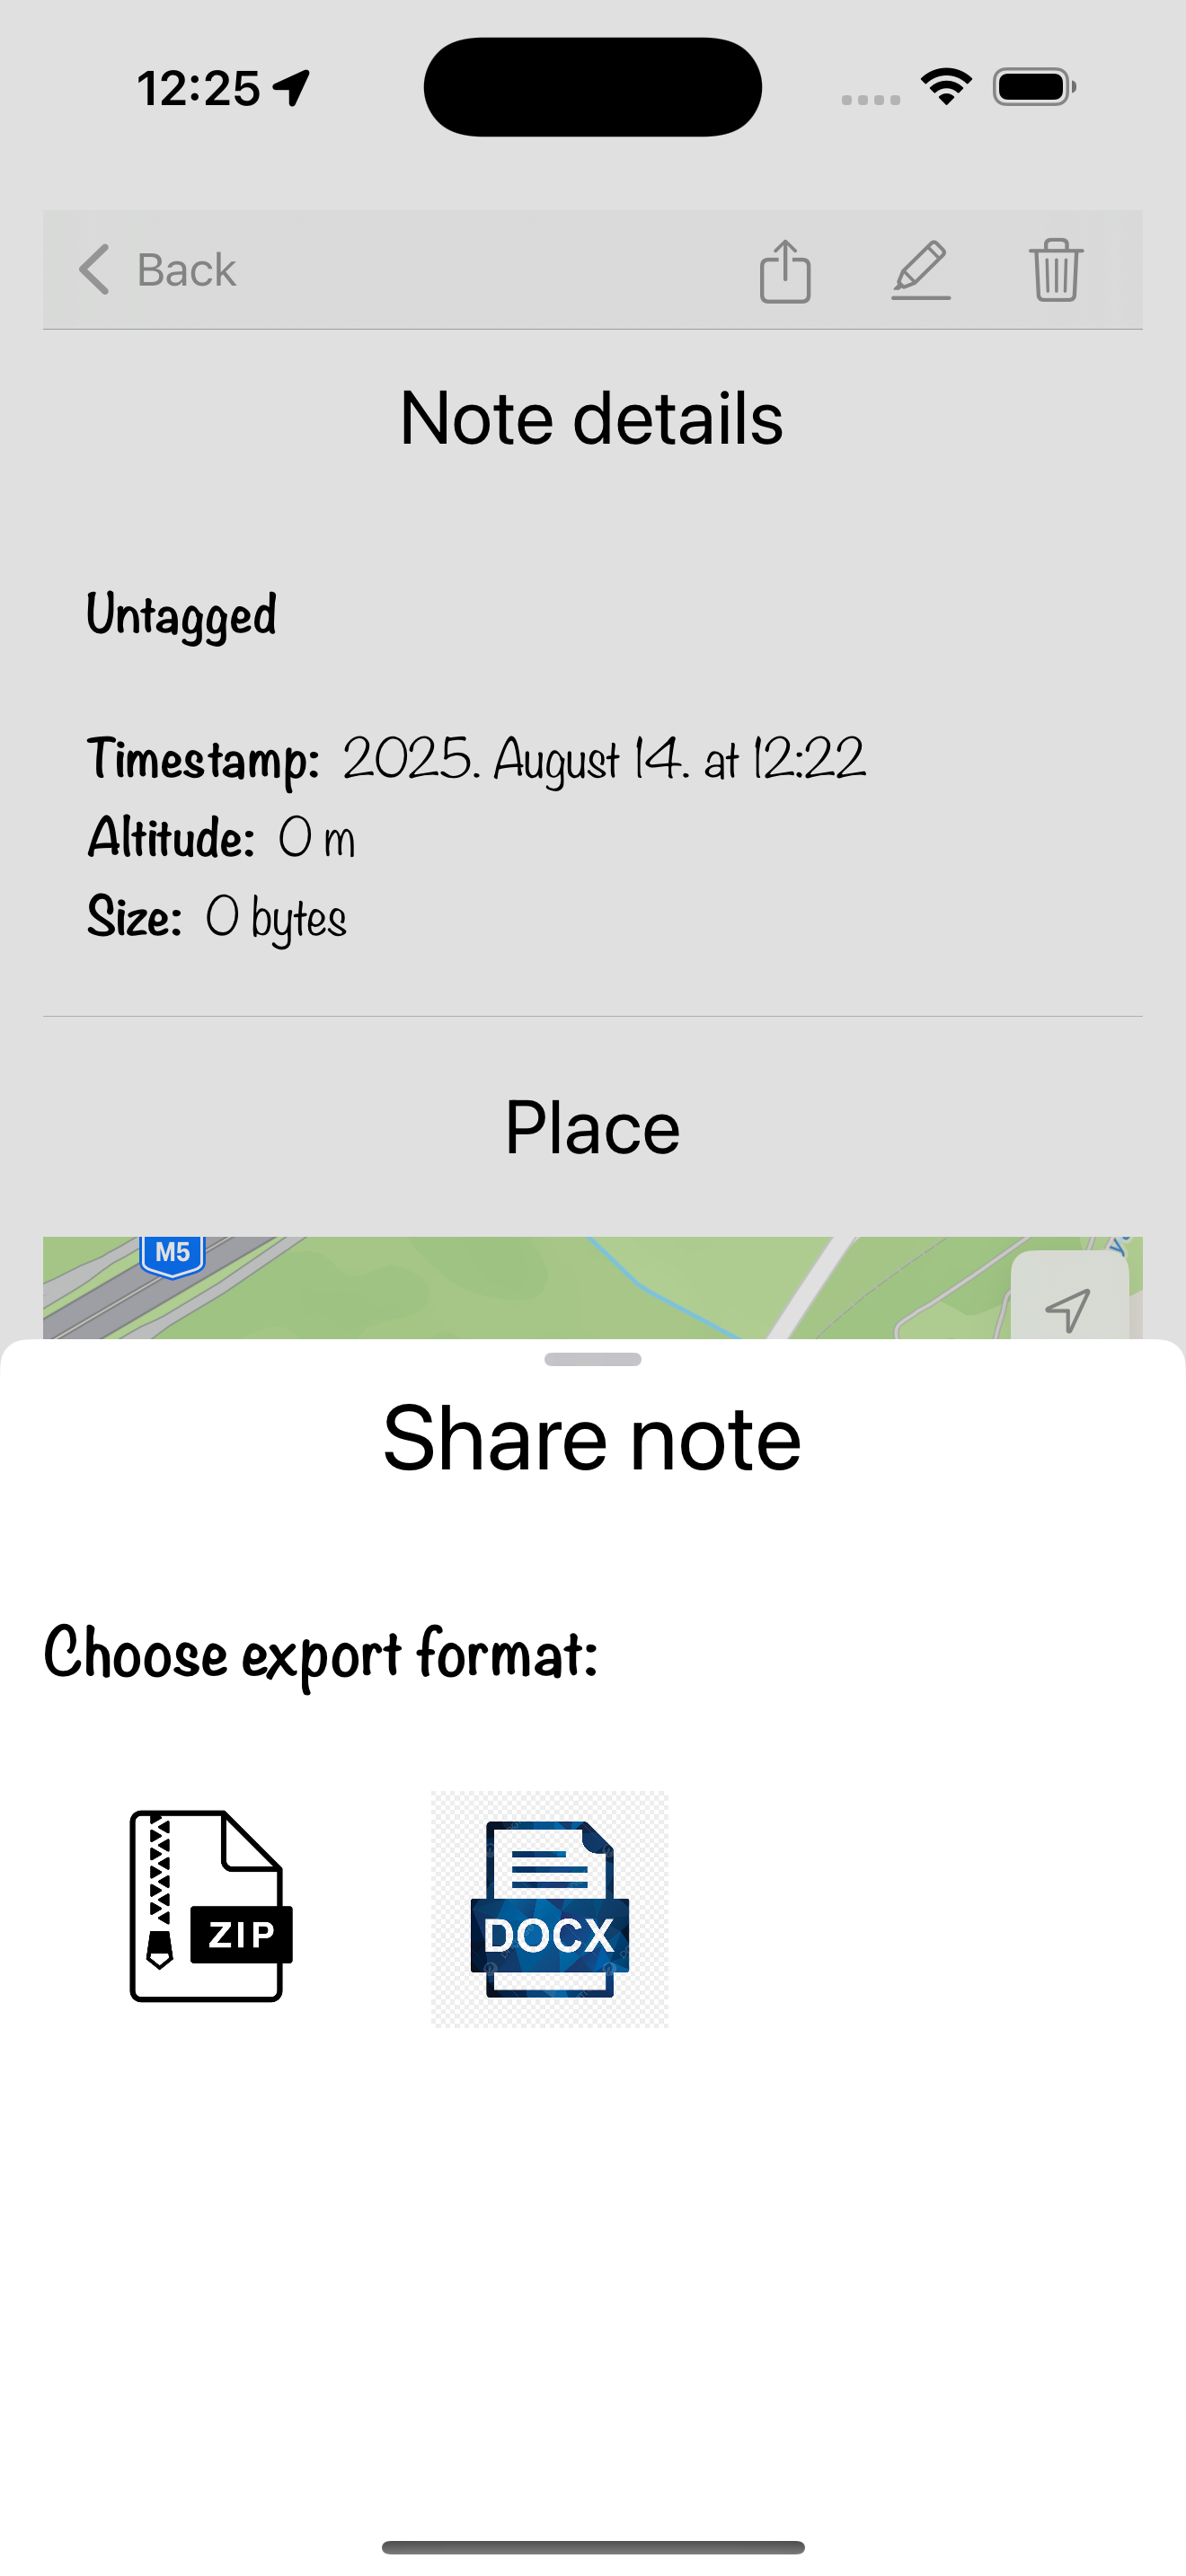 12:25
Back
Note details
Untagged
Timestamp: 2025. August 14. at 12:22
Altitude: 0 m
Size: 0 bytes
Place
M5
Share note
Choose export format:
ZIP
DOCX